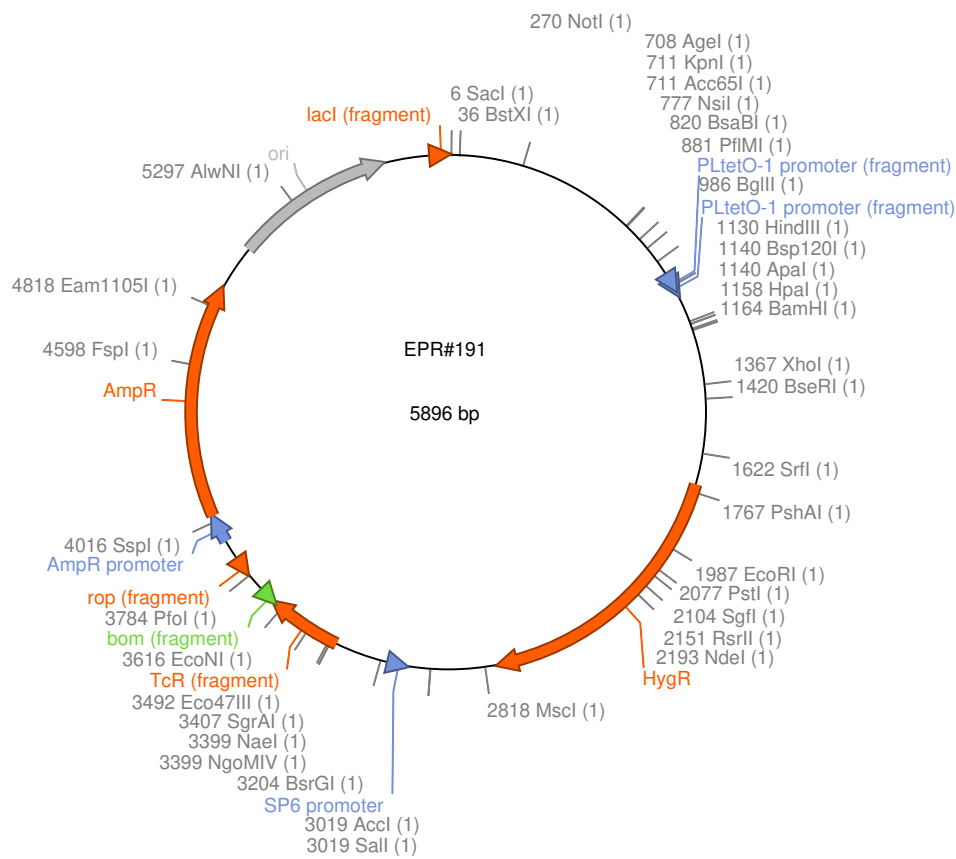 270 NotI (1)
708 AgeI (1)
711 KpnI (1)
711 Acc65I (1)
777 NsiI (1)
820 BsaBI (1)
881 PflMI (1)
PLtetO-1 promoter (fragment)
986 BglII (1)
PLtetO-1 promoter (fragment)
1130 HindIII (1)
1140 Bsp120I (1)
1140 ApaI (1)
1158 HpaI (1)
1164 BamHI (1)
1367 XhoI (1)
1420 BseRI (1)
1622 SrfI (1)
1767 PshAI (1)
1987 EcoRI (1)
2077 PstI (1)
2104 SgfI (1)
2151 RsrII (1)
2193 NdeI (1)
HygR
2818 MscI (1)
6 SacI (1)
36 BstXI (1)
lacI (fragment)
ori
5297 AlwNI (1)
4818 Eam1105I (1)
4598 FspI (1)
AmpR
EPR#191
5896 bp
4016 SspI (1)
AmpR promoter
rop (fragment)
3784 PfoI (1)
bom (fragment)
3616 EcoNI (1)
TcR (fragment)
3492 Eco47III (1)
3407 SgrAI (1)
3399 NaeI (1)
3399 NgoMIV (1)
3204 BsrGI (1)
SP6 promoter
3019 AccI (1)
3019 SalI (1)